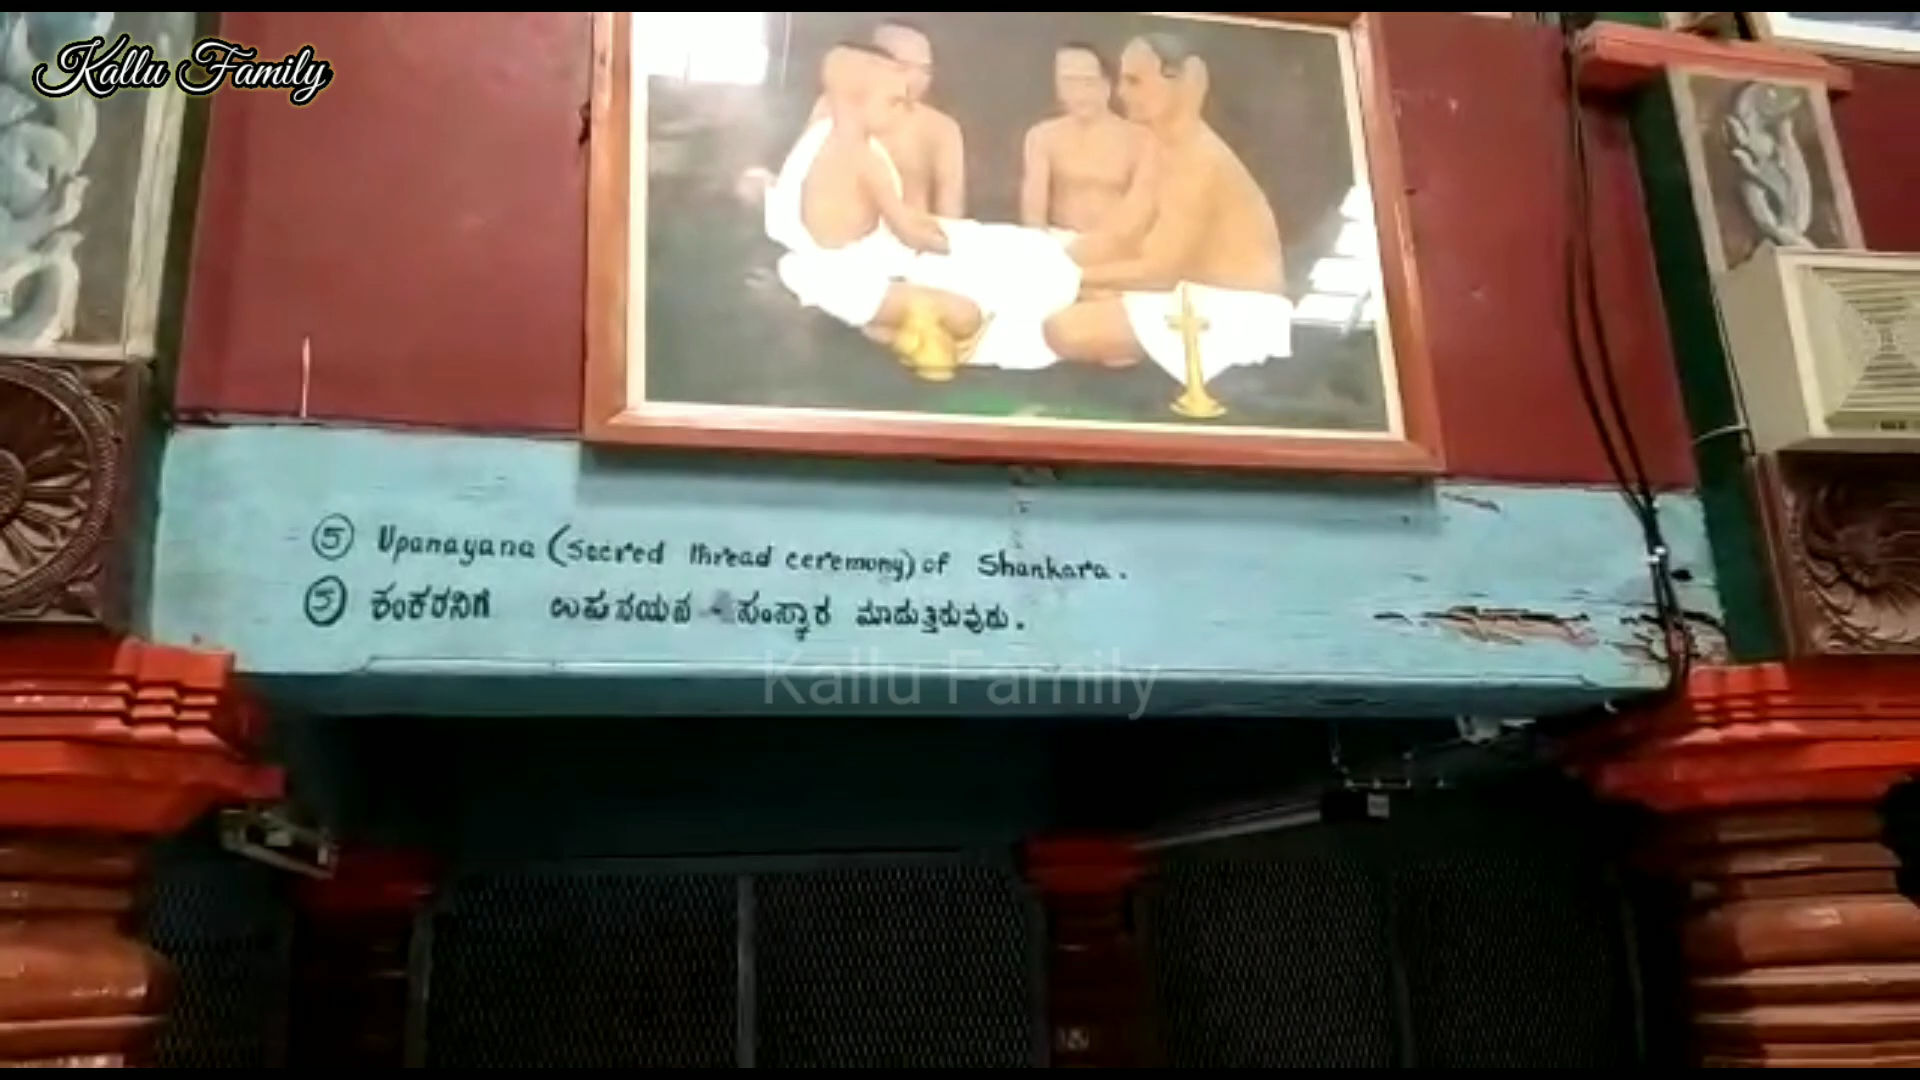 Kallu Family
⑤ Upanayana (Sacred thread ceremony) of Shankara.
⑤ ಶಂಕರನಿಗೆ ಉಪನಯನ ಸಂಸ್ಕಾರ ಮಾಡುತ್ತಿರುವುದು.
Kallu Family